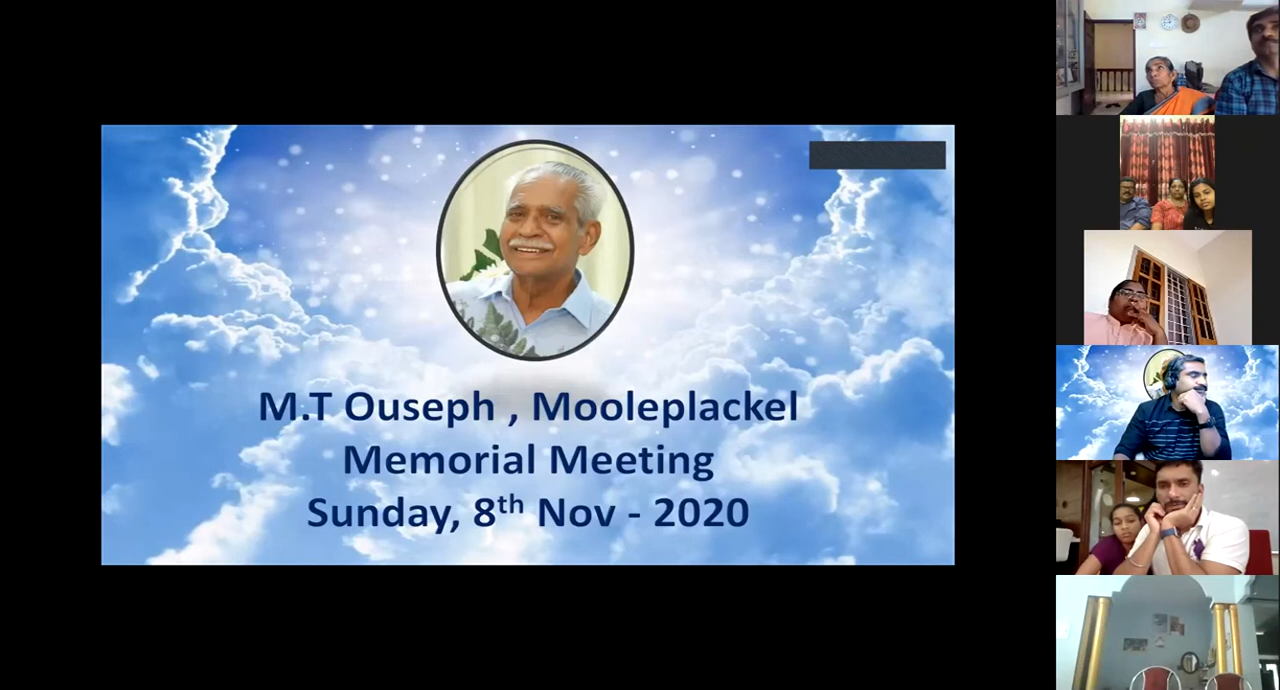 M.T Ouseph , Mooleplackel
Memorial Meeting
Sunday, 8th Nov - 2020